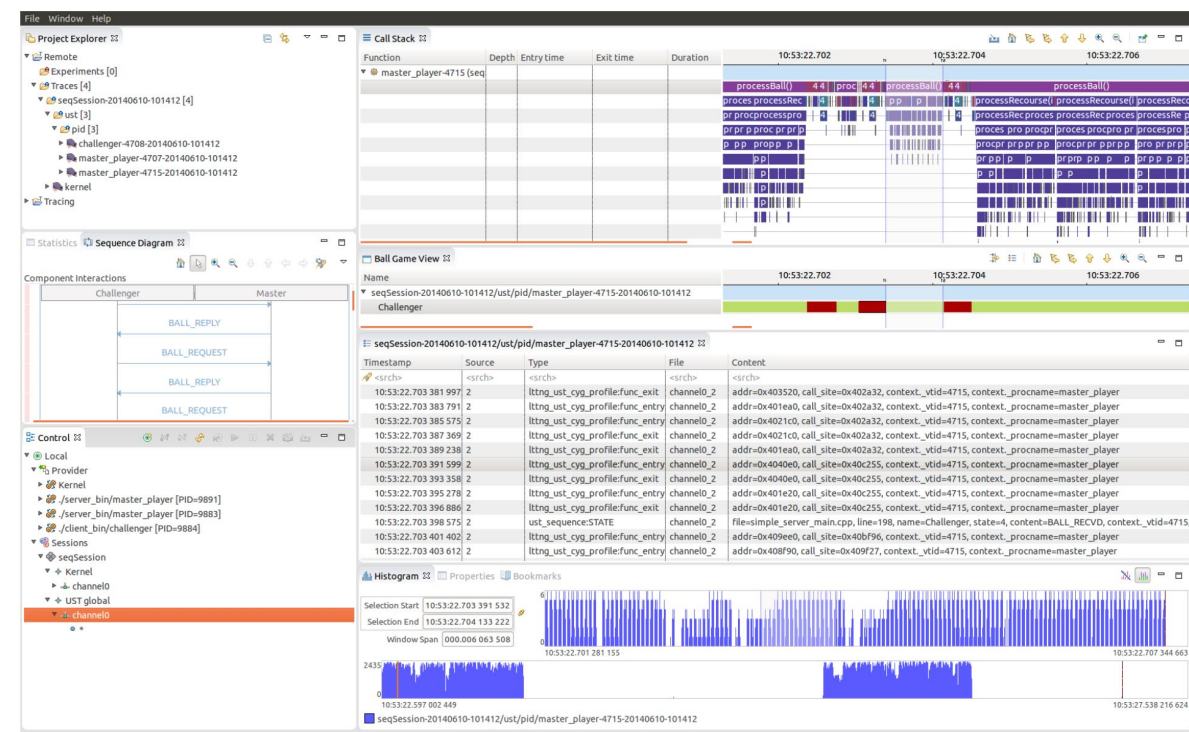 File Window Help
Project Explorer
Remote
Experiments [0]
Traces [4]
seqSession-20140610-101412 [4]
ust [3]
pid [3]
challenger-4708-20140610-101412
master_player-4707-20140610-101412
master_player-4715-20140610-101412
kernel
Tracing
Statistics Sequence Diagram
Component Interactions
Challenger Master
BALL_REPLY
BALL_REQUEST
BALL_REPLY
BALL_REQUEST
Control
Local
Provider
Kernel
./server_bin/master_player [PID=9891]
./server_bin/master_player [PID=9883]
./client_bin/challenger [PID=9884]
Sessions
seqSession
Kernel
channel0
UST global
channel0
*
Call Stack
Function Depth Entry time Exit time Duration 10:53:22.702 10:53:22.704 10:53:22.706
master_player-4715 (seq
processBall() 4 4 proc 4 4 processBall() 4 4 processBall() processBall()
Ball Game View
Name 10:53:22.702 10:53:22.704 10:53:22.706
seqSession-20140610-101412/ust/pid/master_player-4715-20140610-101412
Challenger
seqSession-20140610-101412/ust/pid/master_player-4715-20140610-101412
Timestamp Source Type File Content
<srch> <srch> <srch> <srch> <srch>
10:53:22.703 381 997 2 lttng_ust_cyg_profile:func_exit channel0_2 addr=0x403520, call_site=0x402a32, context._vtid=4715, context._procname=master_player
10:53:22.703 383 791 2 lttng_ust_cyg_profile:func_entry channel0_2 addr=0x401ea0, call_site=0x402a32, context._vtid=4715, context._procname=master_player
10:53:22.703 385 575 2 lttng_ust_cyg_profile:func_entry channel0_2 addr=0x4021c0, call_site=0x402a32, context._vtid=4715, context._procname=master_player
10:53:22.703 387 369 2 lttng_ust_cyg_profile:func_exit channel0_2 addr=0x4021c0, call_site=0x402a32, context._vtid=4715, context._procname=master_player
10:53:22.703 389 238 2 lttng_ust_cyg_profile:func_exit channel0_2 addr=0x401ea0, call_site=0x402a32, context._vtid=4715, context._procname=master_player
10:53:22.703 391 599 2 lttng_ust_cyg_profile:func_entry channel0_2 addr=0x4040e0, call_site=0x40c255, context._vtid=4715, context._procname=master_player
10:53:22.703 393 358 2 lttng_ust_cyg_profile:func_exit channel0_2 addr=0x4040e0, call_site=0x40c255, context._vtid=4715, context._procname=master_player
10:53:22.703 395 278 2 lttng_ust_cyg_profile:func_entry channel0_2 addr=0x401e20, call_site=0x40c255, context._vtid=4715, context._procname=master_player
10:53:22.703 396 886 2 lttng_ust_cyg_profile:func_exit channel0_2 addr=0x401e20, call_site=0x40c255, context._vtid=4715, context._procname=master_player
10:53:22.703 398 575 2 ust_sequence:STATE channel0_2 file=simple_server_main.cpp, line=198, name=Challenger, state=4, content=BALL_RECVD, context._vtid=4715,
10:53:22.703 401 402 2 lttng_ust_cyg_profile:func_entry channel0_2 addr=0x409ee0, call_site=0x40bf96, context._vtid=4715, context._procname=master_player
10:53:22.703 403 612 2 lttng_ust_cyg_profile:func_entry channel0_2 addr=0x408f90, call_site=0x409f27, context._vtid=4715, context._procname=master_player
Histogram Properties Bookmarks
Selection Start 10:53:22.703 391 532
Selection End 10:53:22.704 133 222
Window Span 000.006 063 508
6
0
10:53:22.701 281 155 10:53:22.707 344 663
2435
0
10:53:22.597 002 449 10:53:27.538 216 624
seqSession-20140610-101412/ust/pid/master_player-4715-20140610-101412